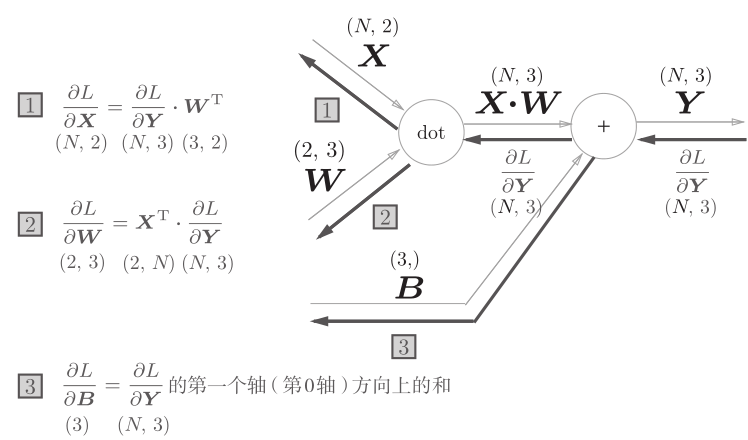 (N, 2)
X
1
∂L/∂X = ∂L/∂Y · W^T
(N, 2) (N, 3) (3, 2)
1
dot
(N, 3)
X·W
+
(N, 3)
Y
∂L/∂Y
(N, 3)
∂L/∂Y
(N, 3)
(2, 3)
W
2
2
∂L/∂W = X^T · ∂L/∂Y
(2, 3) (2, N) (N, 3)
(3,)
B
3
3
∂L/∂B = ∂L/∂Y 的第一个轴(第0轴)方向上的和
(3) (N, 3)